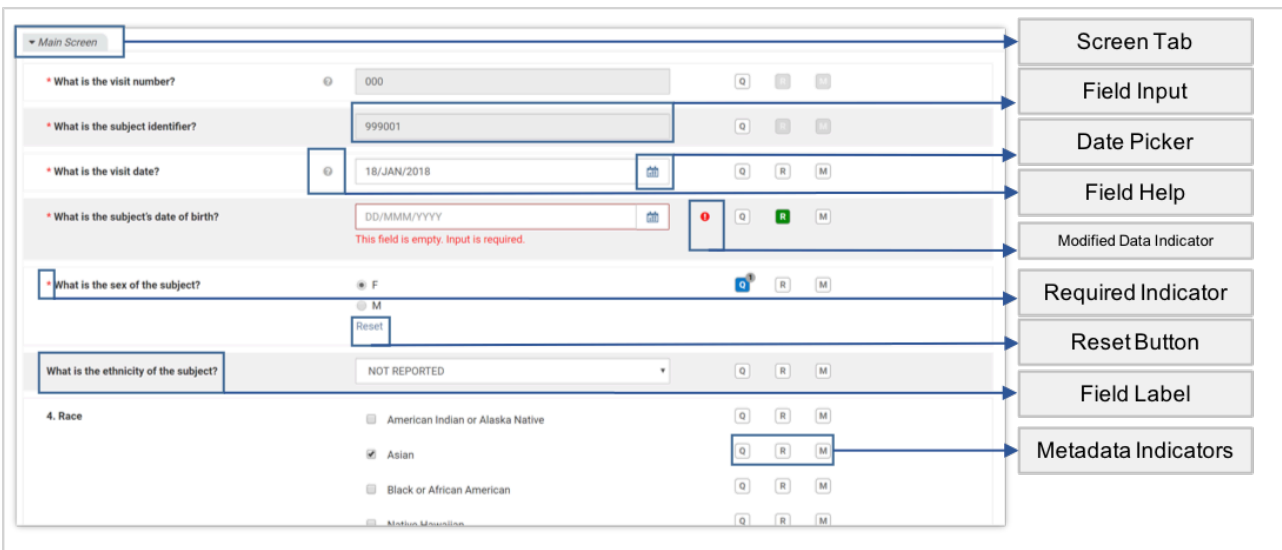 Main Screen
Screen Tab
* What is the visit number?
000
Q R M
Field Input
* What is the subject identifier?
999001
Q R M
Date Picker
* What is the visit date?
18/JAN/2018
Q R M
Field Help
* What is the subject's date of birth?
DD/MMM/YYYY
Q R M
This field is empty. Input is required.
Modified Data Indicator
* What is the sex of the subject?
F
Q 1 R M
Required Indicator
M
Reset
Reset Button
What is the ethnicity of the subject?
NOT REPORTED
Q R M
Field Label
4. Race
American Indian or Alaska Native
Q R M
Asian
Q R M
Metadata Indicators
Black or African American
Q R M
Native Hawaiian
Q R M